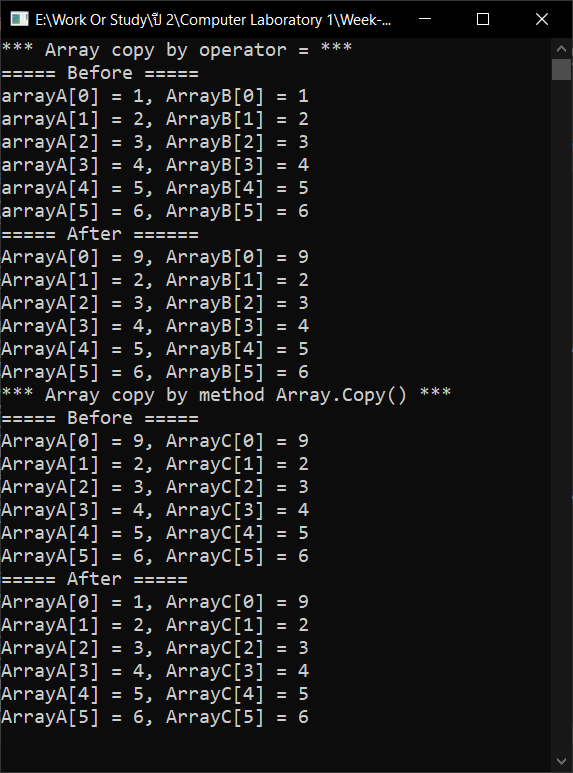 E:\Work Or Study\ปี 2\Computer Laboratory 1\Week-...
*** Array copy by operator = ***
===== Before =====
arrayA[0] = 1, ArrayB[0] = 1
arrayA[1] = 2, ArrayB[1] = 2
arrayA[2] = 3, ArrayB[2] = 3
arrayA[3] = 4, ArrayB[3] = 4
arrayA[4] = 5, ArrayB[4] = 5
arrayA[5] = 6, ArrayB[5] = 6
===== After ======
ArrayA[0] = 9, ArrayB[0] = 9
ArrayA[1] = 2, ArrayB[1] = 2
ArrayA[2] = 3, ArrayB[2] = 3
ArrayA[3] = 4, ArrayB[3] = 4
ArrayA[4] = 5, ArrayB[4] = 5
ArrayA[5] = 6, ArrayB[5] = 6
*** Array copy by method Array.Copy() ***
===== Before =====
ArrayA[0] = 9, ArrayC[0] = 9
ArrayA[1] = 2, ArrayC[1] = 2
ArrayA[2] = 3, ArrayC[2] = 3
ArrayA[3] = 4, ArrayC[3] = 4
ArrayA[4] = 5, ArrayC[4] = 5
ArrayA[5] = 6, ArrayC[5] = 6
===== After =====
ArrayA[0] = 1, ArrayC[0] = 9
ArrayA[1] = 2, ArrayC[1] = 2
ArrayA[2] = 3, ArrayC[2] = 3
ArrayA[3] = 4, ArrayC[3] = 4
ArrayA[4] = 5, ArrayC[4] = 5
ArrayA[5] = 6, ArrayC[5] = 6